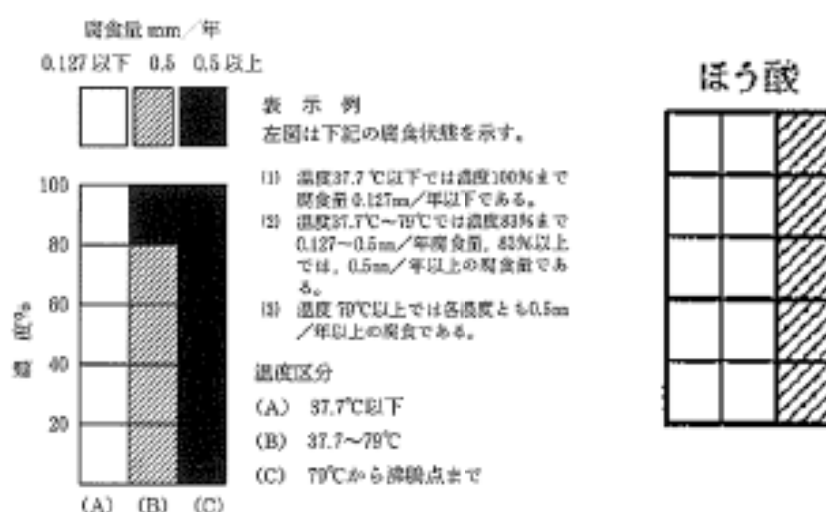 腐食量 mm/年
0.127以下 0.5 0.5以上
表示例
左図は下記の腐食状態を示す。
(1) 温度37.7℃以下では濃度100%まで
腐食量0.127mm/年以下である。
(2) 温度37.7℃~79℃では濃度83%まで
0.127~0.5mm/年腐食量, 83%以上
では, 0.5mm/年以上の腐食量であ
る。
(3) 温度 79℃以上では各濃度とも0.5mm
/年以上の腐食である。
温度区分
(A) 37.7℃以下
(B) 37.7~79℃
(C) 79℃から沸騰点まで
100
80
60
40
20
濃度%
(A) (B) (C)
ほう酸